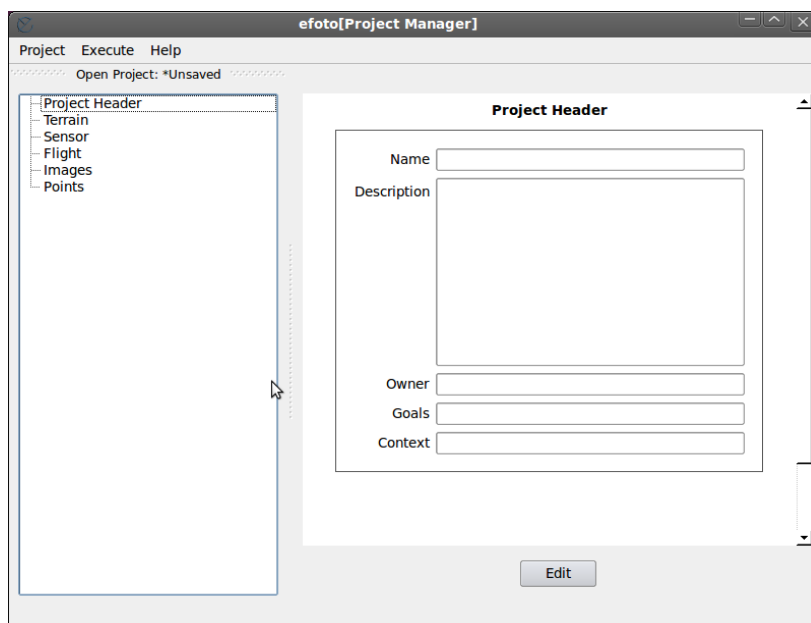 efoto[Project Manager]
Project Execute Help
Open Project: *Unsaved
Project Header
Terrain
Sensor
Flight
Images
Points
Project Header
Name
Description
Owner
Goals
Context
Edit